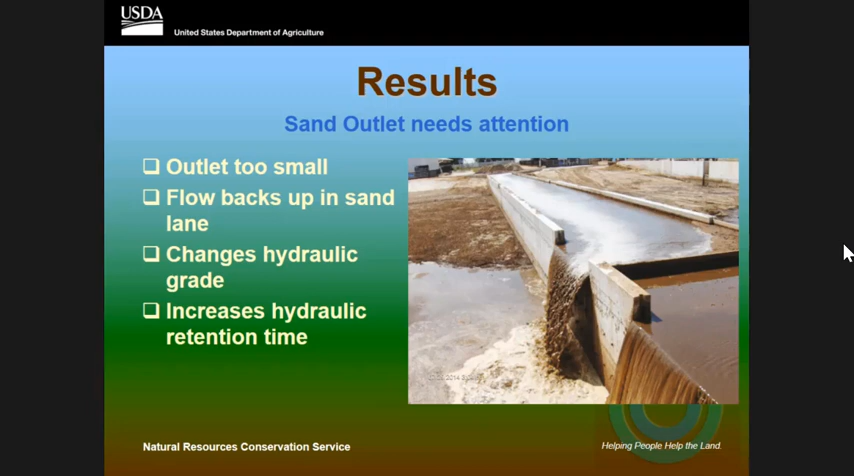 USDA
United States Department of Agriculture
Results
Sand Outlet needs attention
Outlet too small
Flow backs up in sand
lane
Changes hydraulic
grade
Increases hydraulic
retention time
Natural Resources Conservation Service
Helping People Help the Land.